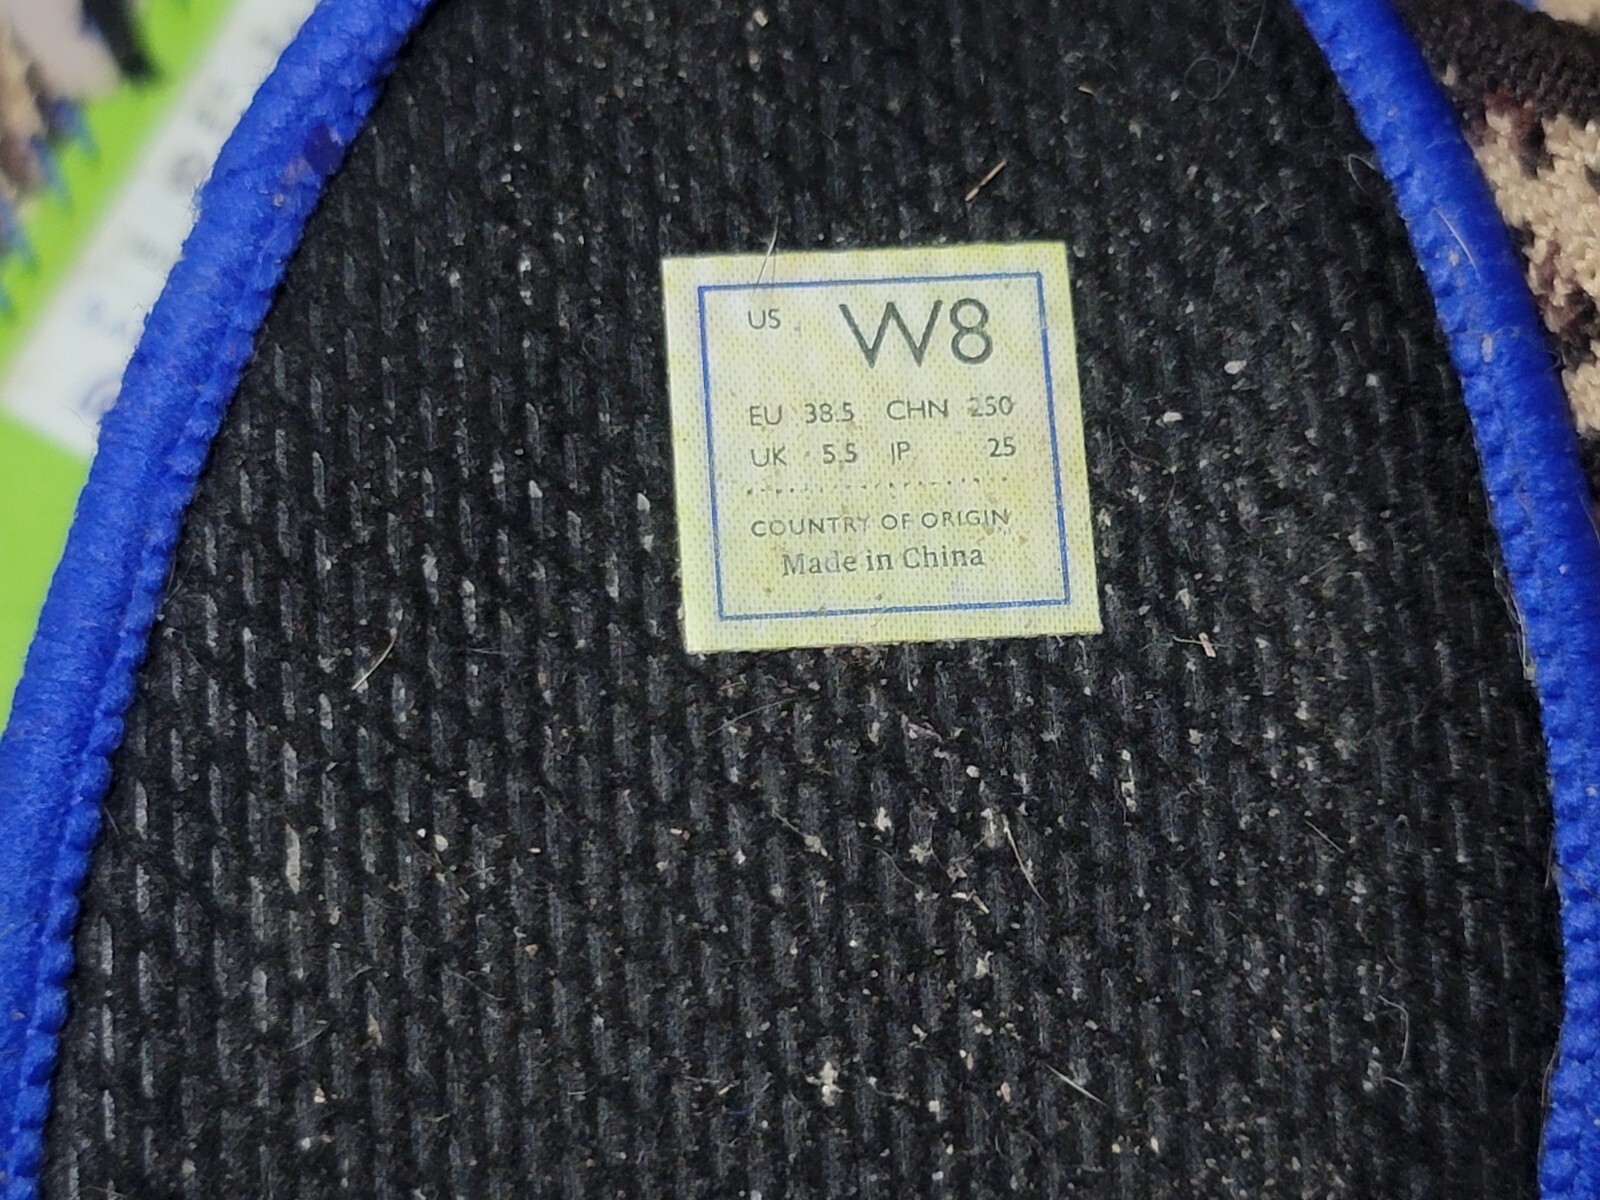 US W8
EU 38.5 CHN 250
UK 5.5 JP 25
COUNTRY OF ORIGIN
Made in China